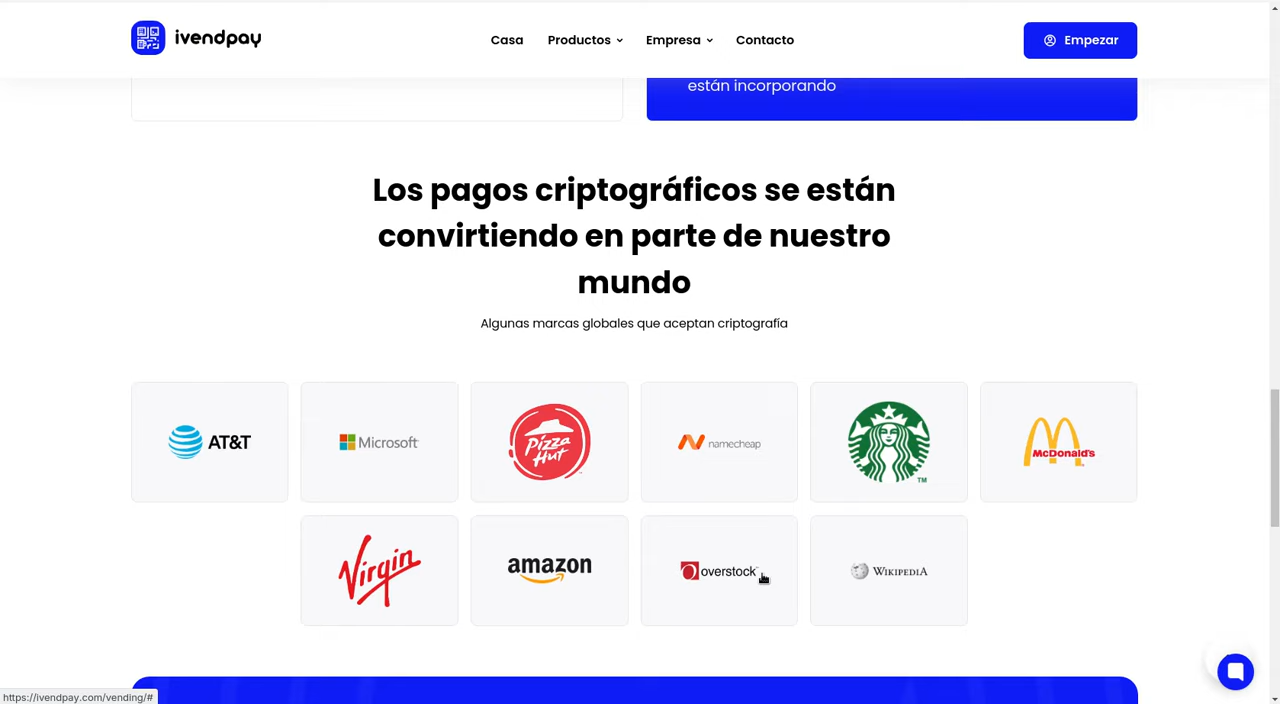 ivendpay
Casa
Productos
Empresa
Contacto
Empezar
están incorporando
Los pagos criptográficos se están
convirtiendo en parte de nuestro
mundo
Algunas marcas globales que aceptan criptografía
AT&T
Microsoft
Pizza
Hut
namecheap
TM
McDonald's
Virgin
amazon
overstock
WIKIPEDIA
https://ivendpay.com/vending/#